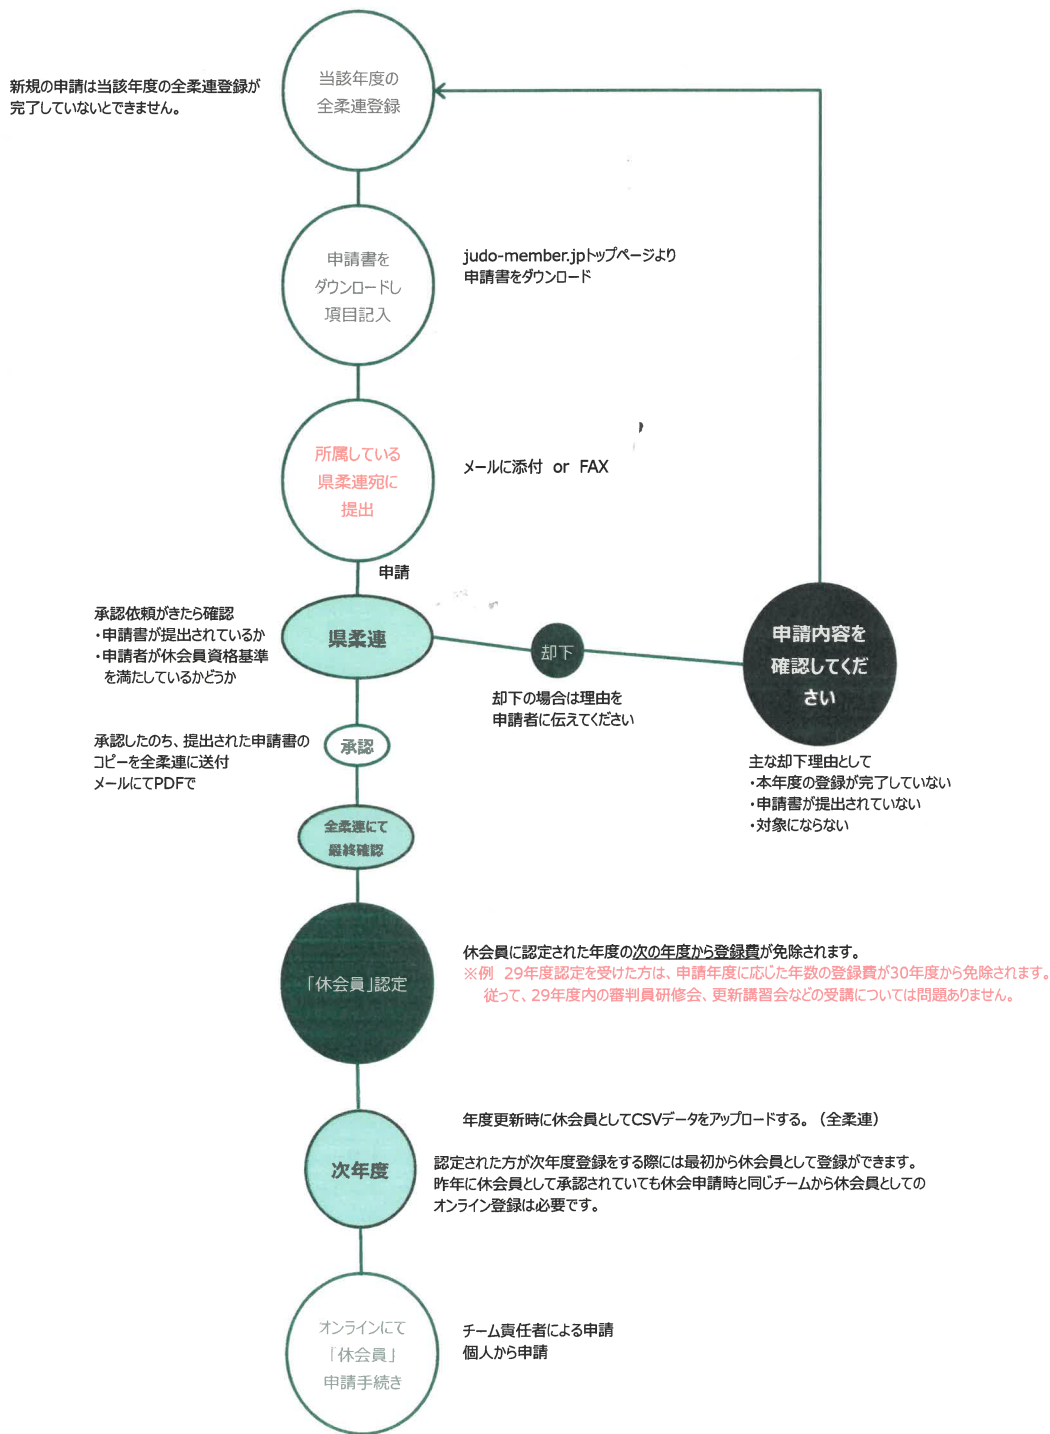 当該年度の
全柔連登録
新規の申請は当該年度の全柔連登録が
完了していないとできません。
申請書を
ダウンロードし
項目記入
judo-member.jpトップページより
申請書をダウンロード
所属している
県柔連宛に
提出
メールに添付 or FAX
申請
県柔連
承認依頼がきたら確認
・申請書が提出されているか
・申請者が休会員資格基準
を満たしているかどうか
却下
却下の場合は理由を
申請者に伝えてください
申請内容を
確認してくだ
さい
主な却下理由として
・本年度の登録が完了していない
・申請書が提出されていない
・対象にならない
承認
承認したのち、提出された申請書の
コピーを全柔連に送付
メールにてPDFで
全柔連にて
最終確認
「休会員」認定
休会員に認定された年度の次の年度から登録費が免除されます。
※例 29年度認定を受けた方は、申請年度に応じた年数の登録費が30年度から免除されます。
従って、29年度内の審判員研修会、更新講習会などの受講については問題ありません。
次年度
年度更新時に休会員としてCSVデータをアップロードする。（全柔連）
認定された方が次年度登録をする際には最初から休会員として登録ができます。
昨年に休会員として承認されていても休会申請時と同じチームから休会員としての
オンライン登録は必要です。
オンラインにて
「休会員」
申請手続き
チーム責任者による申請
個人から申請